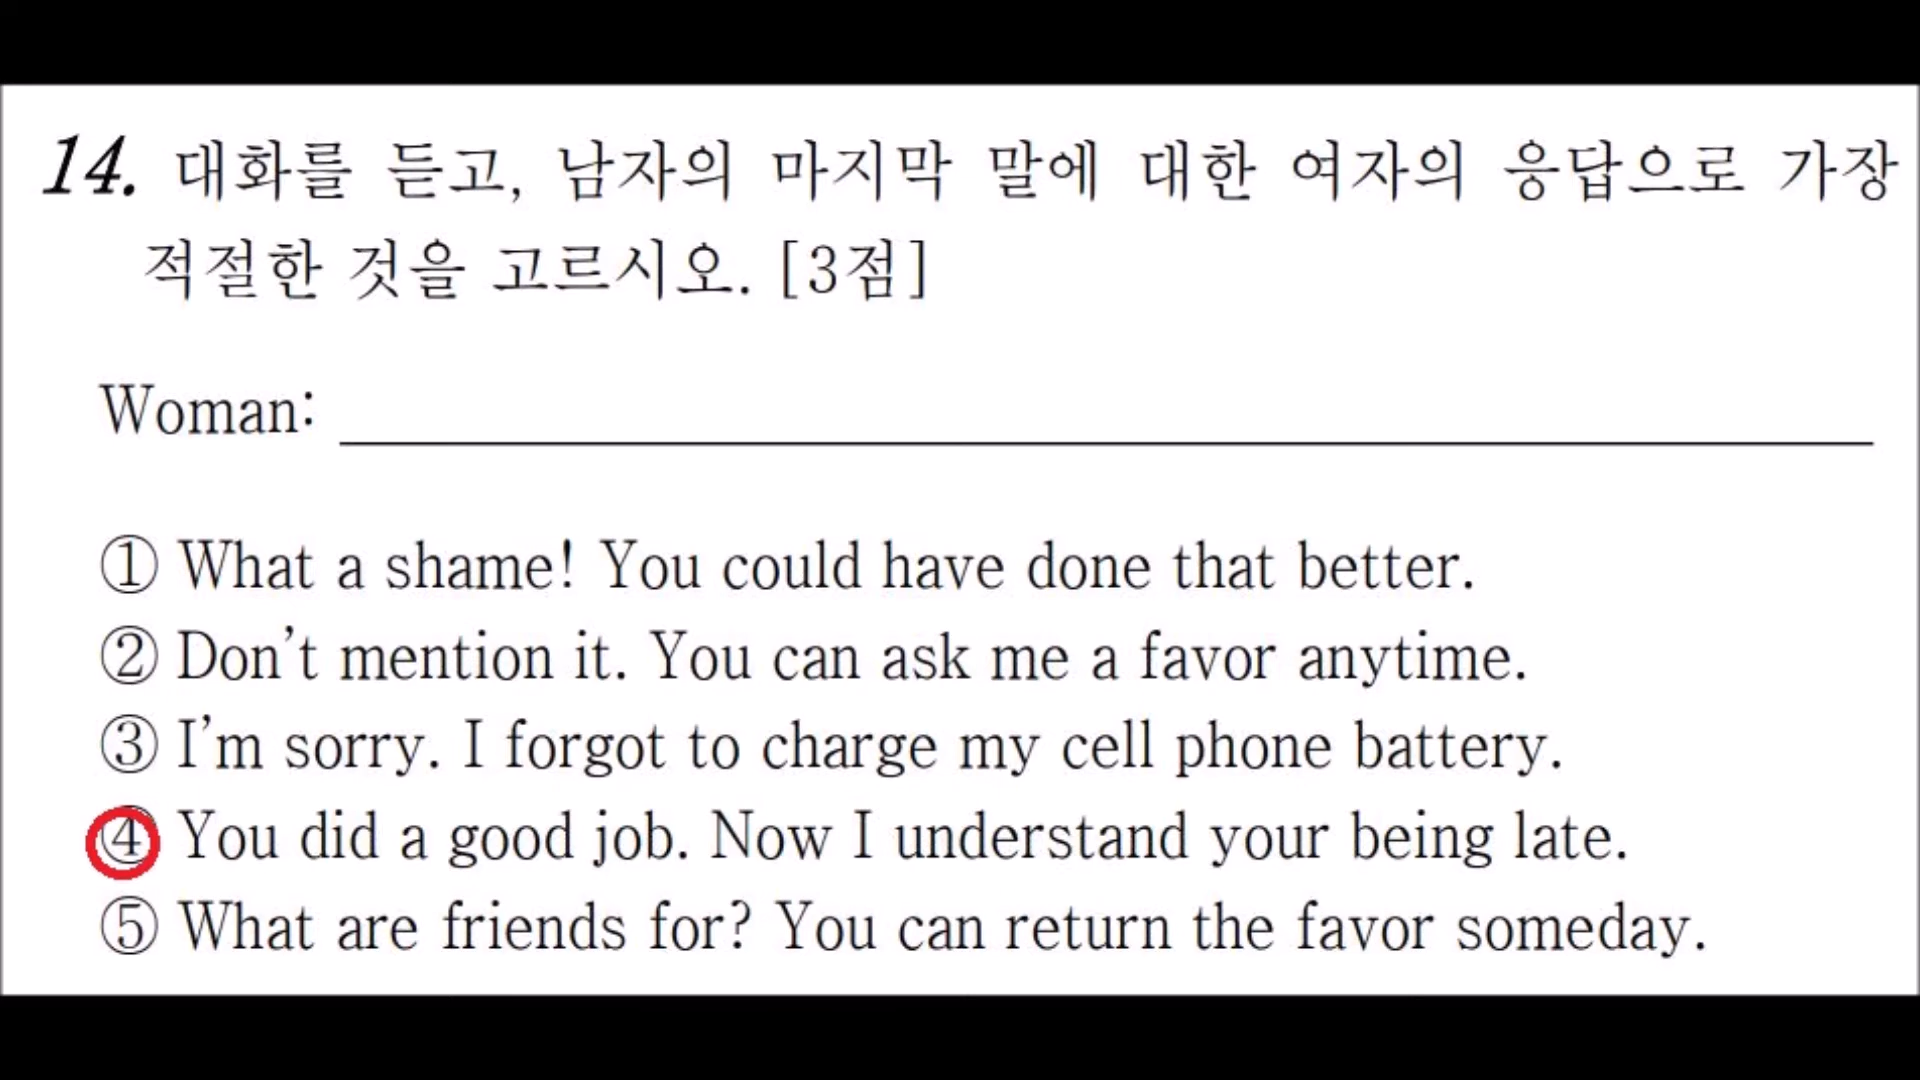 14. 대화를 듣고, 남자의 마지막 말에 대한 여자의 응답으로 가장
적절한 것을 고르시오. [3점]
Woman:
① What a shame! You could have done that better.
② Don't mention it. You can ask me a favor anytime.
③ I'm sorry. I forgot to charge my cell phone battery.
④ You did a good job. Now I understand your being late.
⑤ What are friends for? You can return the favor someday.